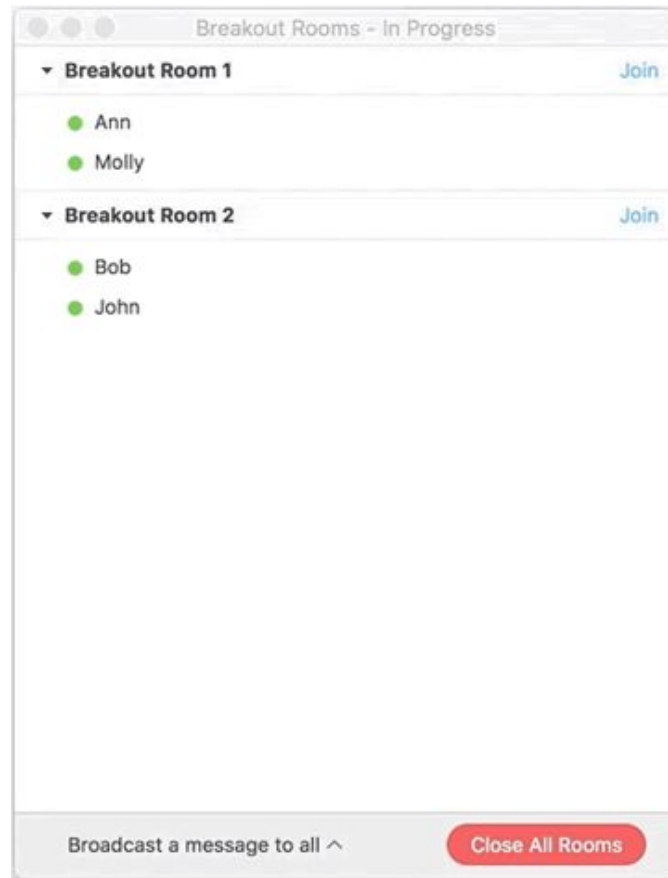 Breakout Rooms - In Progress
Breakout Room 1 Join
Ann
Molly
Breakout Room 2 Join
Bob
John
Broadcast a message to all Close All Rooms